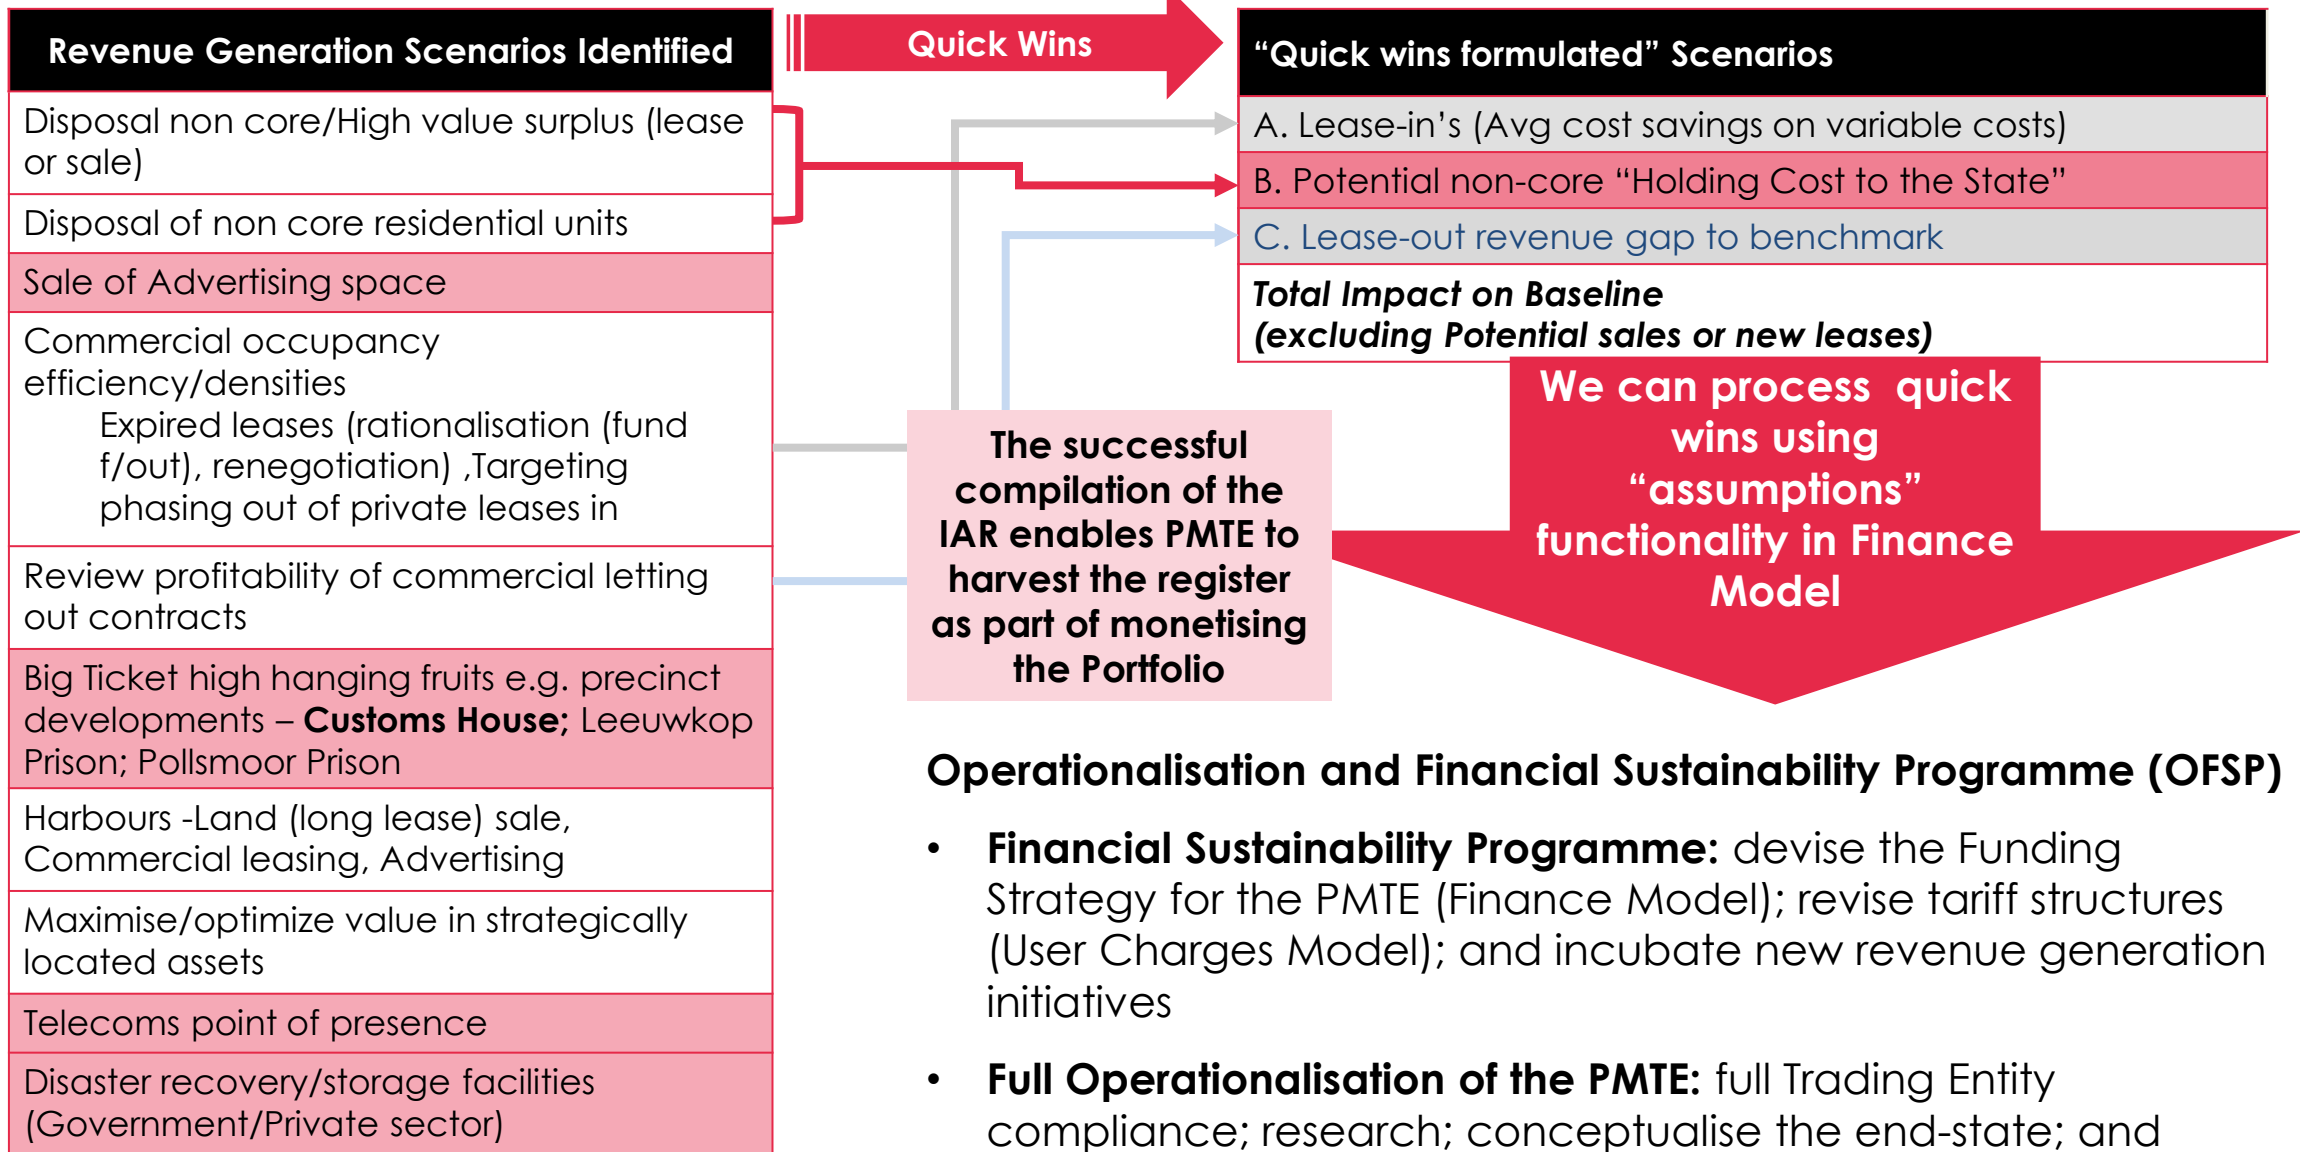 Revenue Generation Scenarios Identified
Disposal non core/High value surplus (lease
or sale)
Disposal of non core residential units
Sale of Advertising space
Commercial occupancy
efficiency/densities
Expired leases (rationalisation (fund
f/out), renegotiation) ,Targeting
phasing out of private leases in
Review profitability of commercial letting
out contracts
Big Ticket high hanging fruits e.g. precinct
developments – Customs House; Leeuwkop
Prison; Pollsmoor Prison
Harbours -Land (long lease) sale,
Commercial leasing, Advertising
Maximise/optimize value in strategically
located assets
Telecoms point of presence
Disaster recovery/storage facilities
(Government/Private sector)
Quick Wins
“Quick wins formulated” Scenarios
A. Lease-in’s (Avg cost savings on variable costs)
B. Potential non-core “Holding Cost to the State”
C. Lease-out revenue gap to benchmark
Total Impact on Baseline
(excluding Potential sales or new leases)
The successful
compilation of the
IAR enables PMTE to
harvest the register
as part of monetising
the Portfolio
We can process quick
wins using
“assumptions”
functionality in Finance
Model
Operationalisation and Financial Sustainability Programme (OFSP)
• Financial Sustainability Programme: devise the Funding
Strategy for the PMTE (Finance Model); revise tariff structures
(User Charges Model); and incubate new revenue generation
initiatives
• Full Operationalisation of the PMTE: full Trading Entity
compliance; research; conceptualise the end-state; and